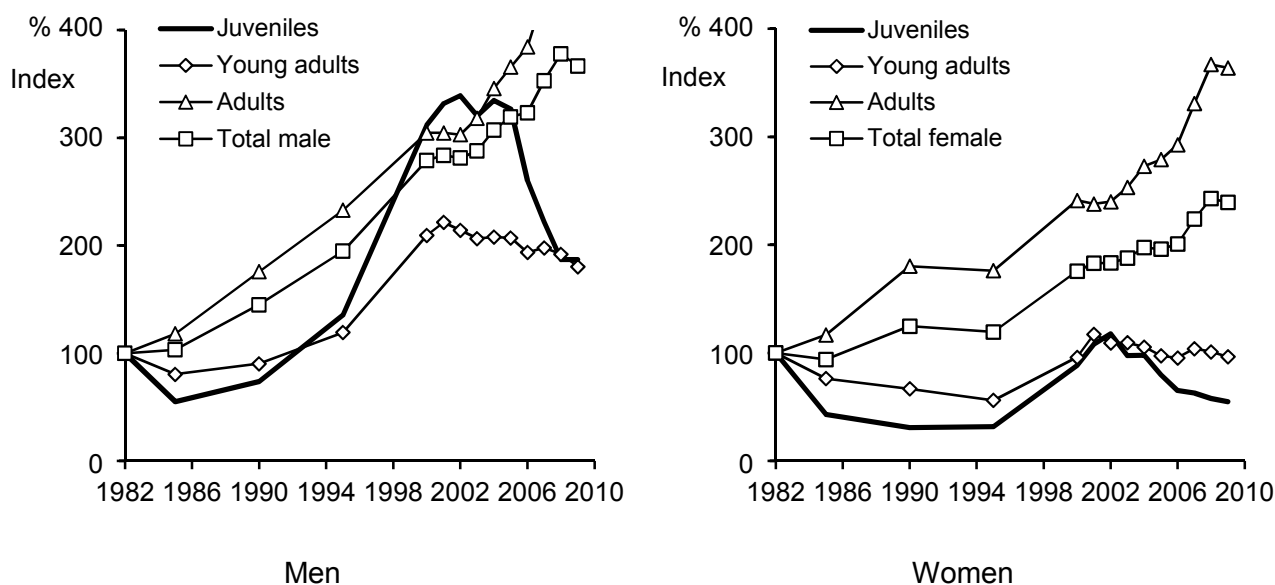 % 400
Index
300
200
100
0
Juveniles
Young adults
Adults
Total male
1982 1986 1990 1994 1998 2002 2006 2010
Men
% 400
Index
300
200
100
0
Juveniles
Young adults
Adults
Total female
1982 1986 1990 1994 1998 2002 2006 2010
Women